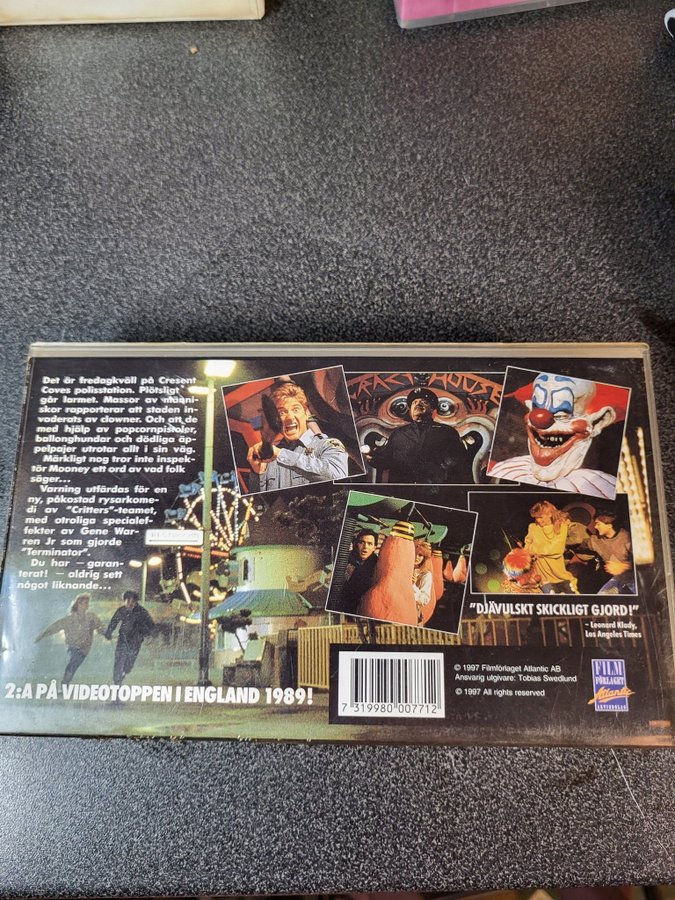 Det är fredagkväll på Cresent
Coves polisstation. Plötsligt
går larmet. Massor av männi-
skor rapporterar att staden in-
vaderats av clowner. Och att de
med hjälp av popcornpistoler,
ballonghundar och dödliga äp-
pelpajer utrotar allt i sin väg.
Märkligt nog tror inte inspek-
tör Mooney ett ord av vad folk
säger...
Varning utfärdas för en
ny, påkostad rysarkome-
di av "Critters"-teamet,
med otroliga specialef-
fekter av Gene War-
ren Jr som gjorde
"Terminator".
Du har – garan-
terat! – aldrig sett
något liknande...
2:A PÅ VIDEOTOPPEN I ENGLAND 1989!
CRAZY HOUSE
"DJÄVULSKT SKICKLIGT GJORD!"
– Leonard Klady,
Los Angeles Times
7 319980 007712
© 1997 Filmförlaget Atlantic AB
Ansvarig utgivare: Tobias Swedlund
© 1997 All rights reserved
FILM
FÖRLAGET
Atlantic
AKTIEBOLAG